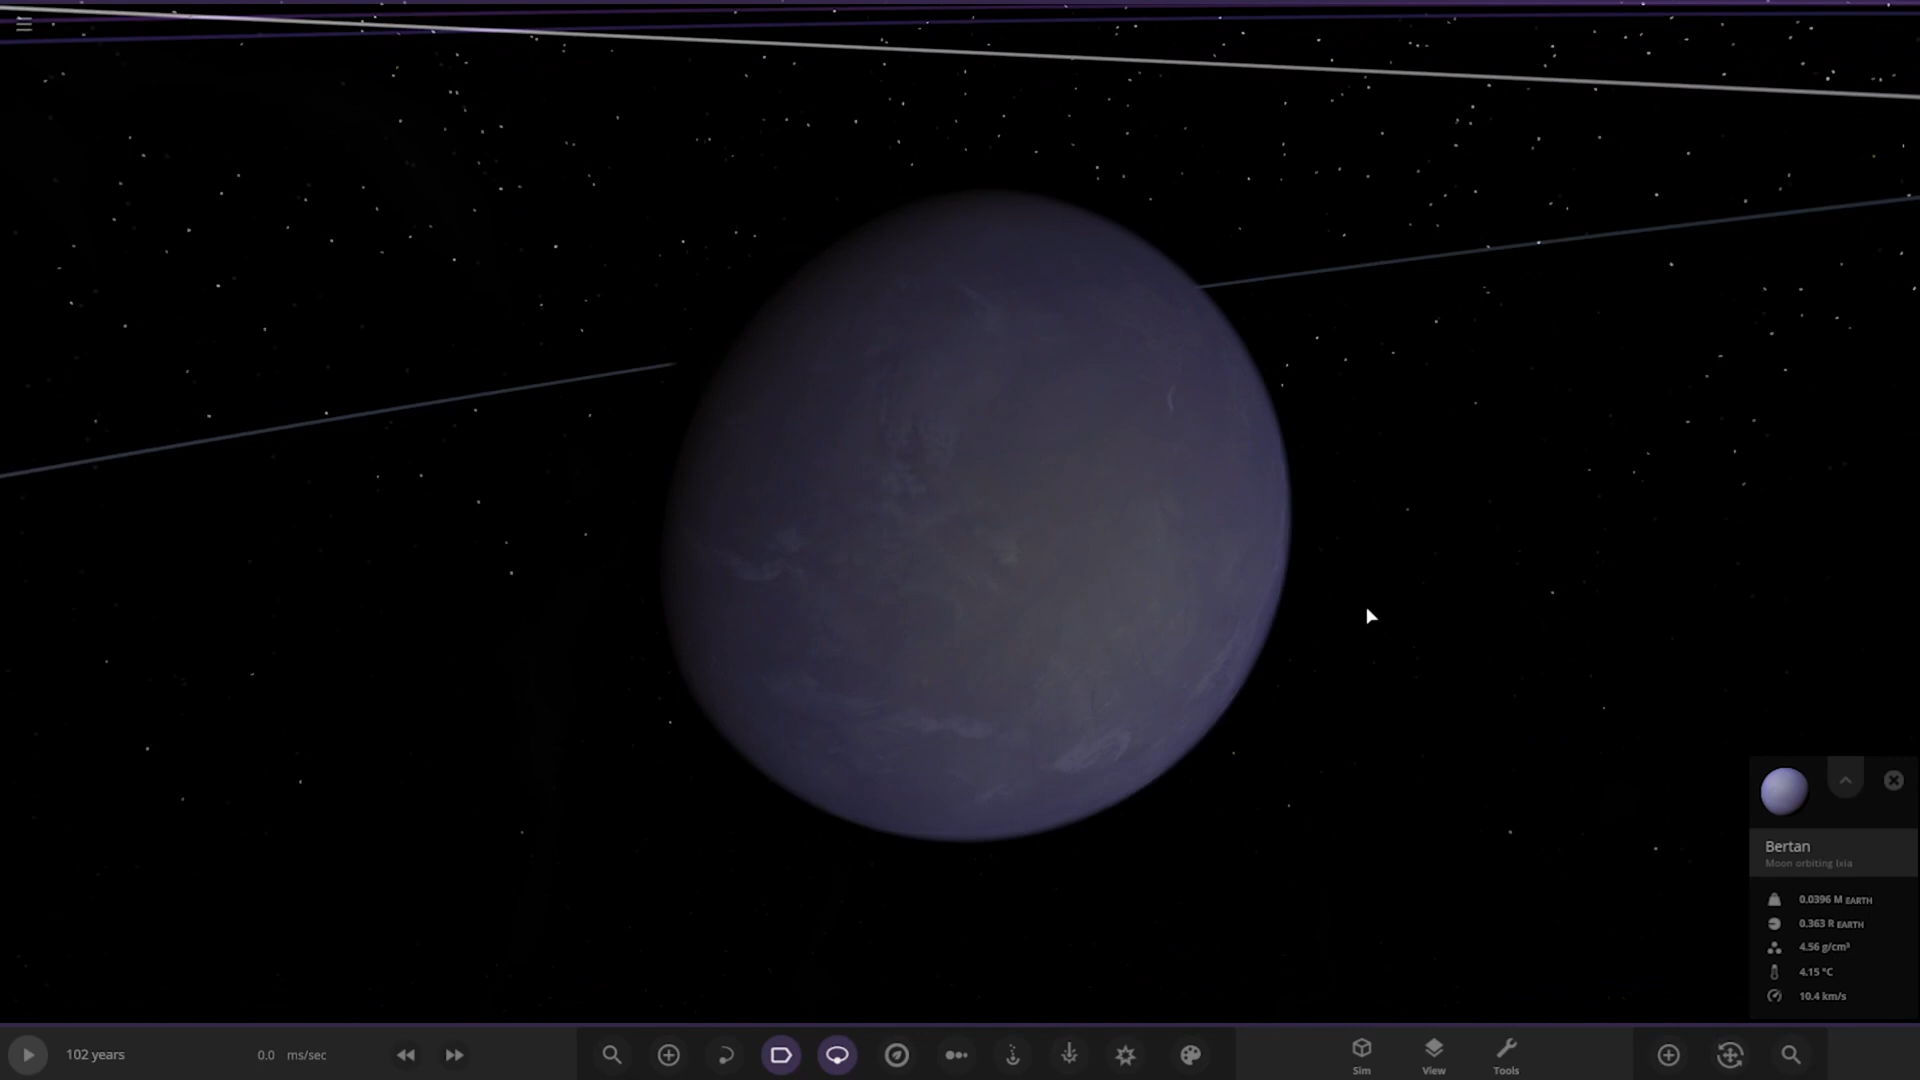 Bertan
Moon orbiting Ixia
0.0396 M EARTH
0.363 R EARTH
4.56 g/cm³
4.15 °C
10.4 km/s
102 years
0.0 ms/sec
Sim
View
Tools